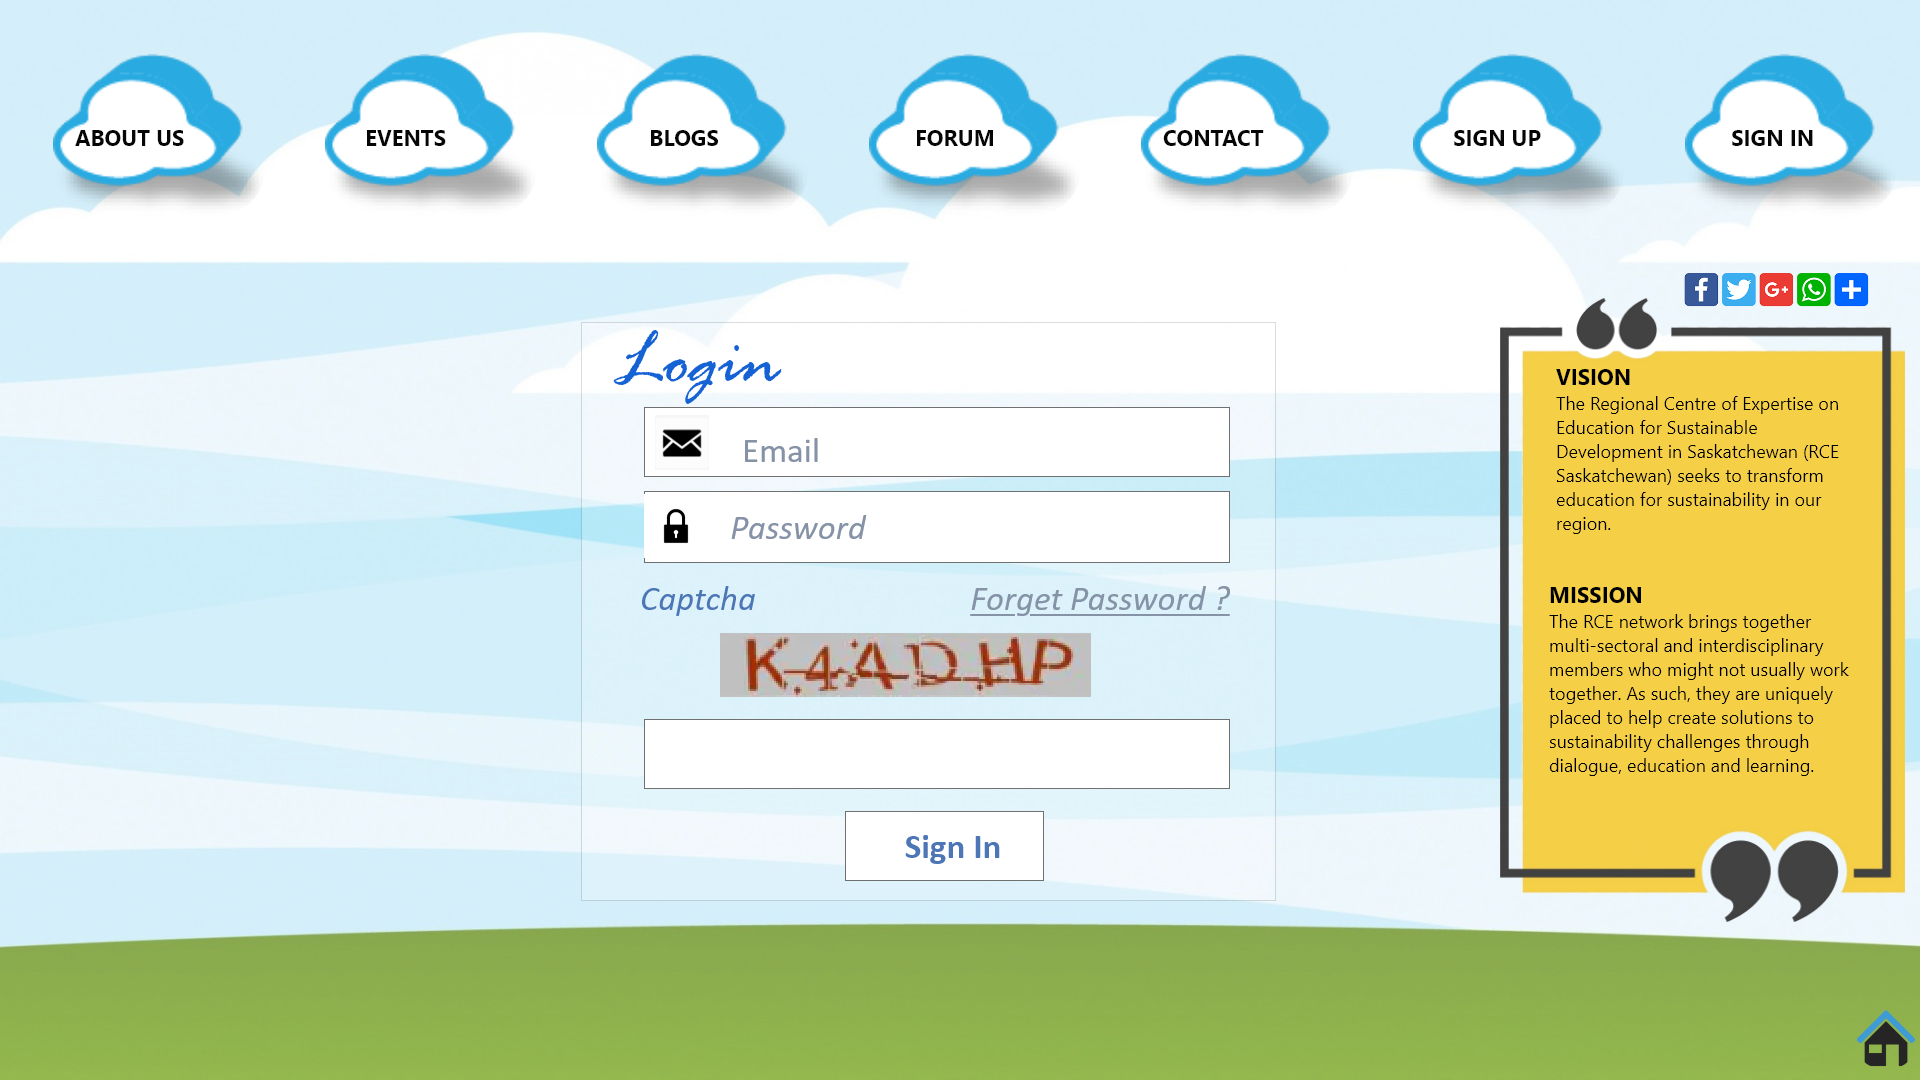 ABOUT US
EVENTS
BLOGS
FORUM
CONTACT
SIGN UP
SIGN IN
Login
Email
Password
Captcha
Forget Password ?
K4ADHP
Sign In
VISION
The Regional Centre of Expertise on
Education for Sustainable
Development in Saskatchewan (RCE
Saskatchewan) seeks to transform
education for sustainability in our
region.
MISSION
The RCE network brings together
multi-sectoral and interdisciplinary
members who might not usually work
together. As such, they are uniquely
placed to help create solutions to
sustainability challenges through
dialogue, education and learning.